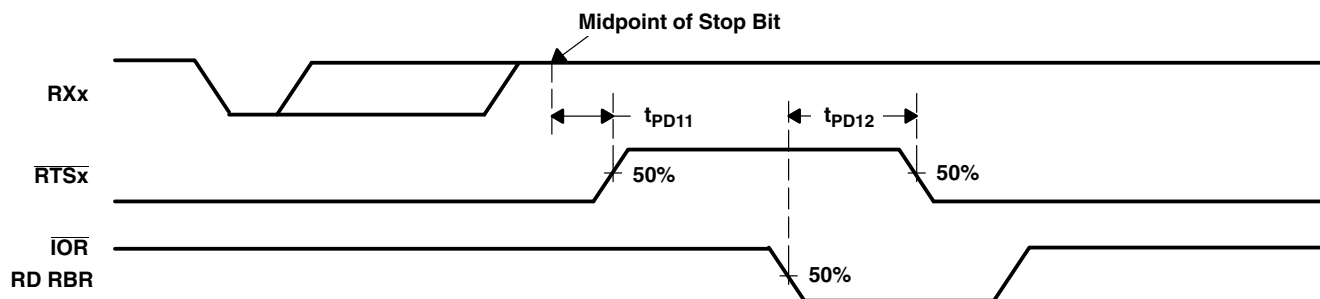 Midpoint of Stop Bit
RXx
tPD11
tPD12
RTSx
50%
50%
IOR
RD RBR
50%